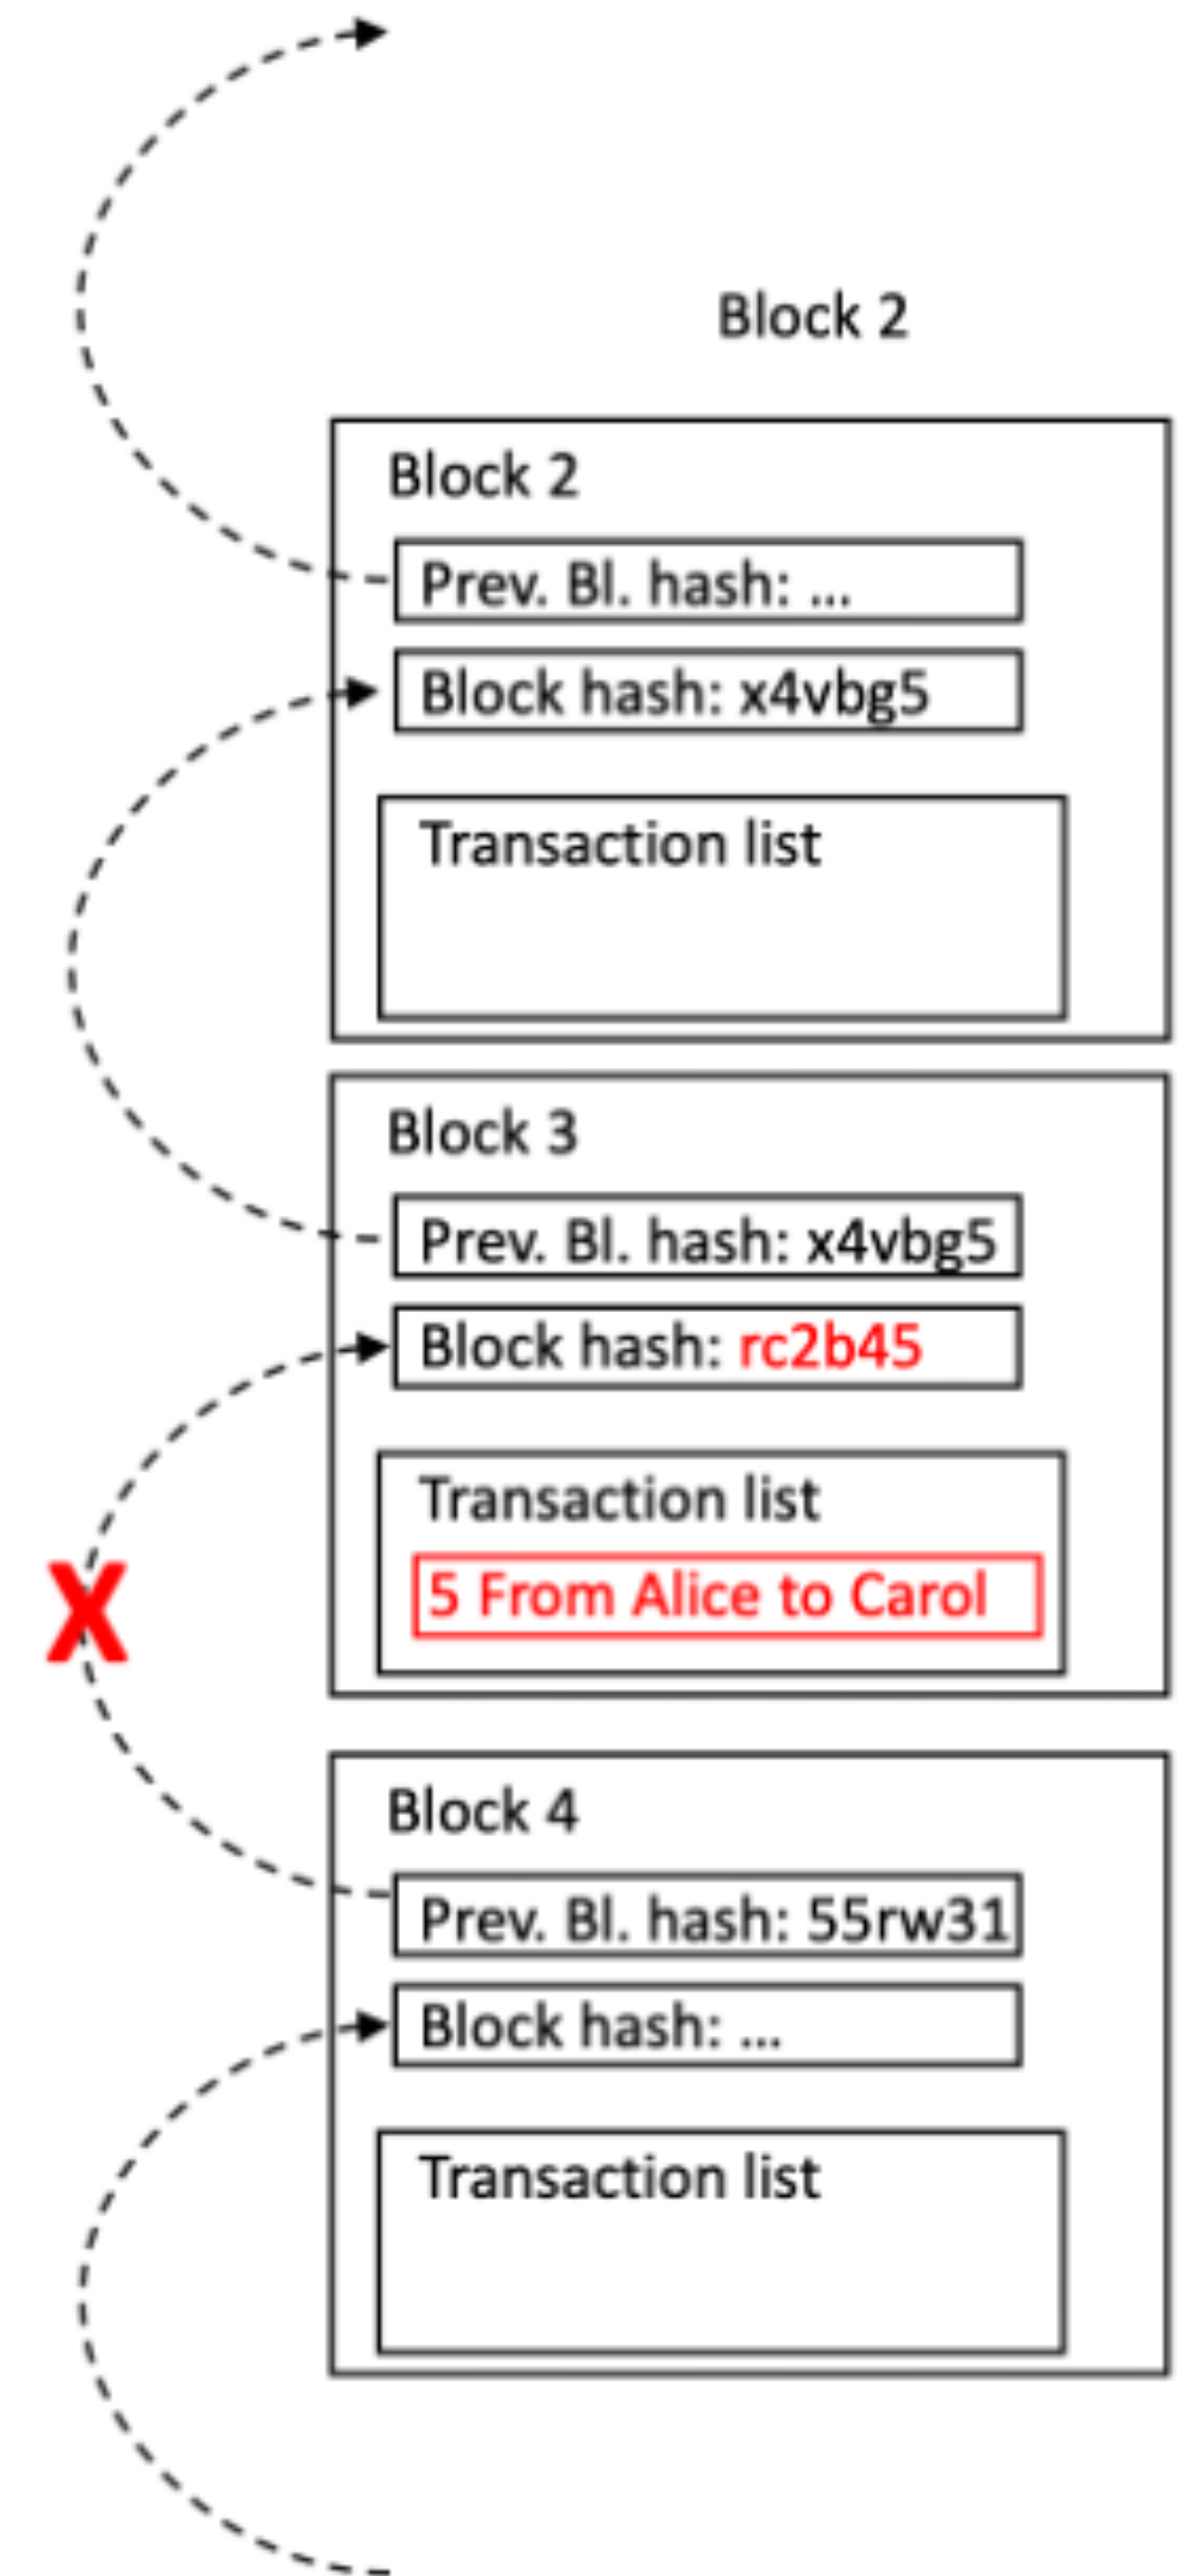 Block 2
Block 2
Prev. Bl. hash: ...
Block hash: x4vbg5
Transaction list
Block 3
Prev. Bl. hash: x4vbg5
Block hash: rc2b45
Transaction list
5 From Alice to Carol
X
Block 4
Prev. Bl. hash: 55rw31
Block hash: ...
Transaction list